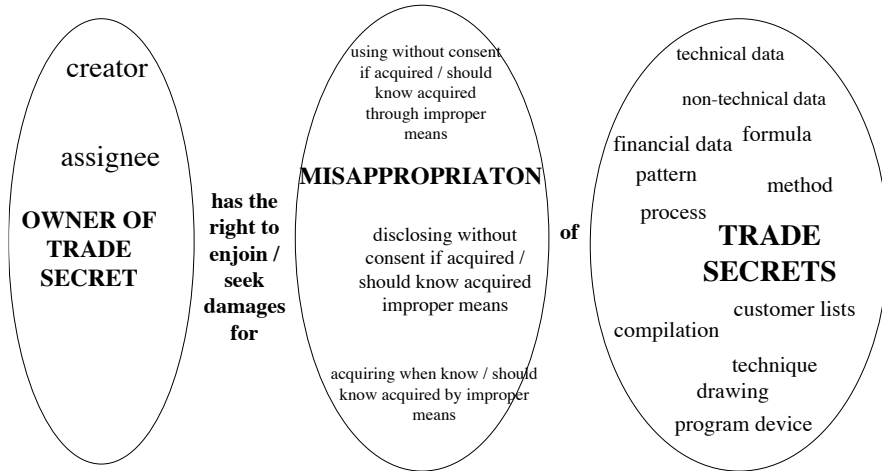 creator
assignee
OWNER OF
TRADE
SECRET
has the
right to
enjoin /
seek
damages
for
using without consent
if acquired / should
know acquired
through improper
means
MISAPPROPRIATON
disclosing without
consent if acquired /
should know acquired
improper means
acquiring when know / should
know acquired by improper
means
of
technical data
non-technical data
financial data
formula
pattern
method
process
TRADE
SECRETS
customer lists
compilation
technique
drawing
program device